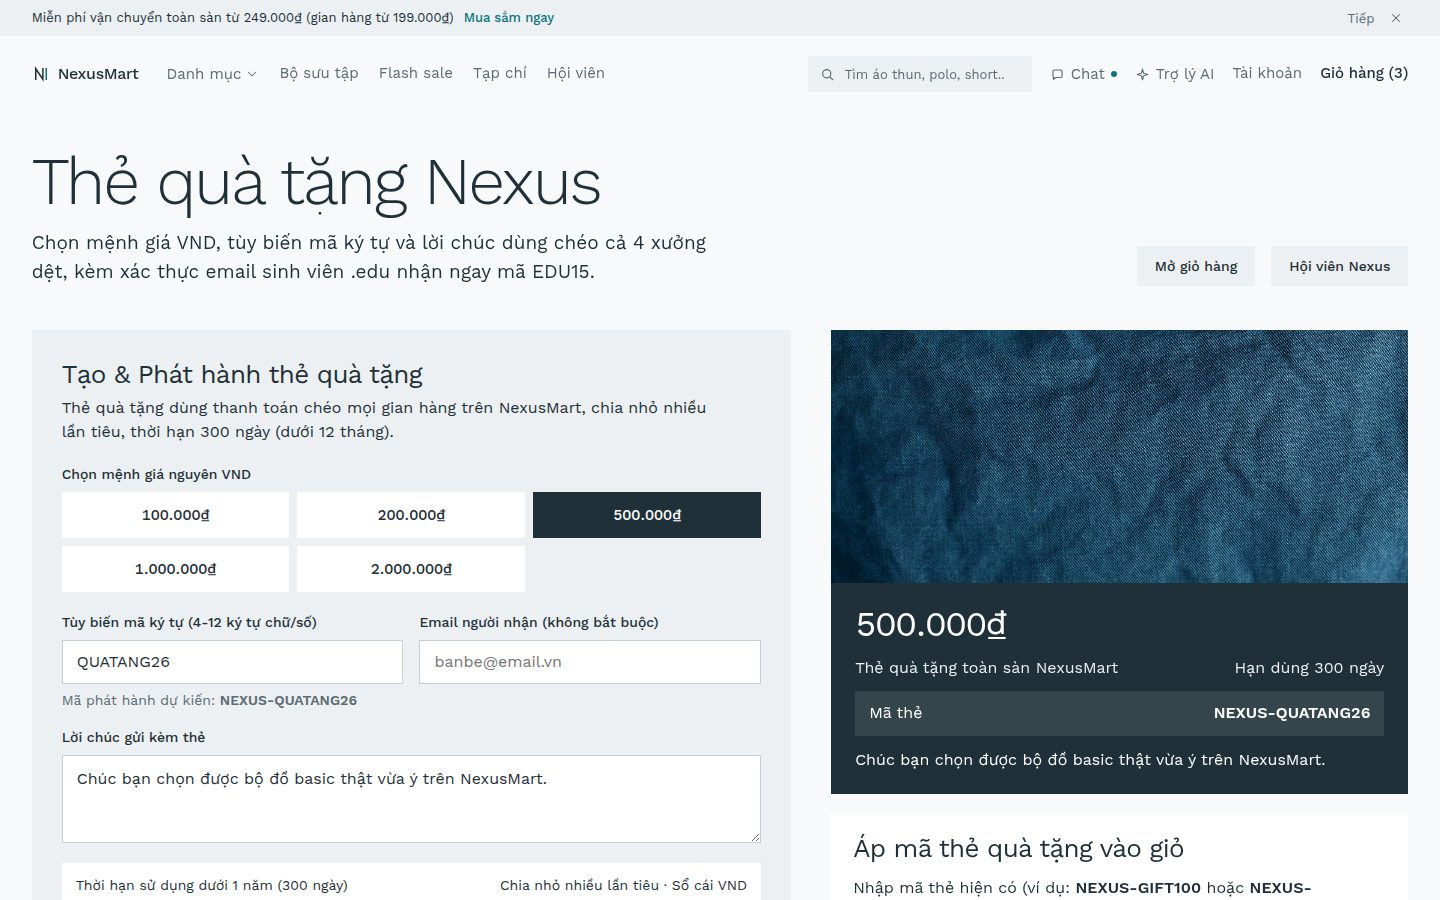 Miễn phí vận chuyển toàn sàn từ 249.000₫ (gian hàng từ 199.000₫) Mua sắm ngay
Tiếp
NexusMart
Danh mục
Bộ sưu tập
Flash sale
Tạp chí
Hội viên
Tìm áo thun, polo, short..
Chat
Trợ lý AI
Tài khoản
Giỏ hàng (3)
Thẻ quà tặng Nexus
Chọn mệnh giá VND, tùy biến mã ký tự và lời chúc dùng chéo cả 4 xưởng
dệt, kèm xác thực email sinh viên .edu nhận ngay mã EDU15.
Mở giỏ hàng
Hội viên Nexus
Tạo & Phát hành thẻ quà tặng
Thẻ quà tặng dùng thanh toán chéo mọi gian hàng trên NexusMart, chia nhỏ nhiều
lần tiêu, thời hạn 300 ngày (dưới 12 tháng).
Chọn mệnh giá nguyên VND
100.000₫
200.000₫
500.000₫
1.000.000₫
2.000.000₫
Tùy biến mã ký tự (4-12 ký tự chữ/số)
Email người nhận (không bắt buộc)
QUATANG26
banbe@email.vn
Mã phát hành dự kiến: NEXUS-QUATANG26
Lời chúc gửi kèm thẻ
Chúc bạn chọn được bộ đồ basic thật vừa ý trên NexusMart.
Thời hạn sử dụng dưới 1 năm (300 ngày)
Chia nhỏ nhiều lần tiêu · Sổ cái VND
500.000₫
Thẻ quà tặng toàn sàn NexusMart
Hạn dùng 300 ngày
Mã thẻ
NEXUS-QUATANG26
Chúc bạn chọn được bộ đồ basic thật vừa ý trên NexusMart.
Áp mã thẻ quà tặng vào giỏ
Nhập mã thẻ hiện có (ví dụ: NEXUS-GIFT100 hoặc NEXUS-